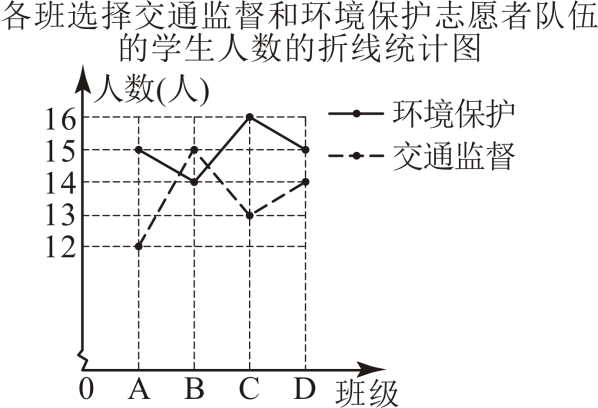 各班选择交通监督和环境保护志愿者队伍
的学生人数的折线统计图
人数(人)
16
15
14
13
12
环境保护
交通监督
0 A B C D 班级